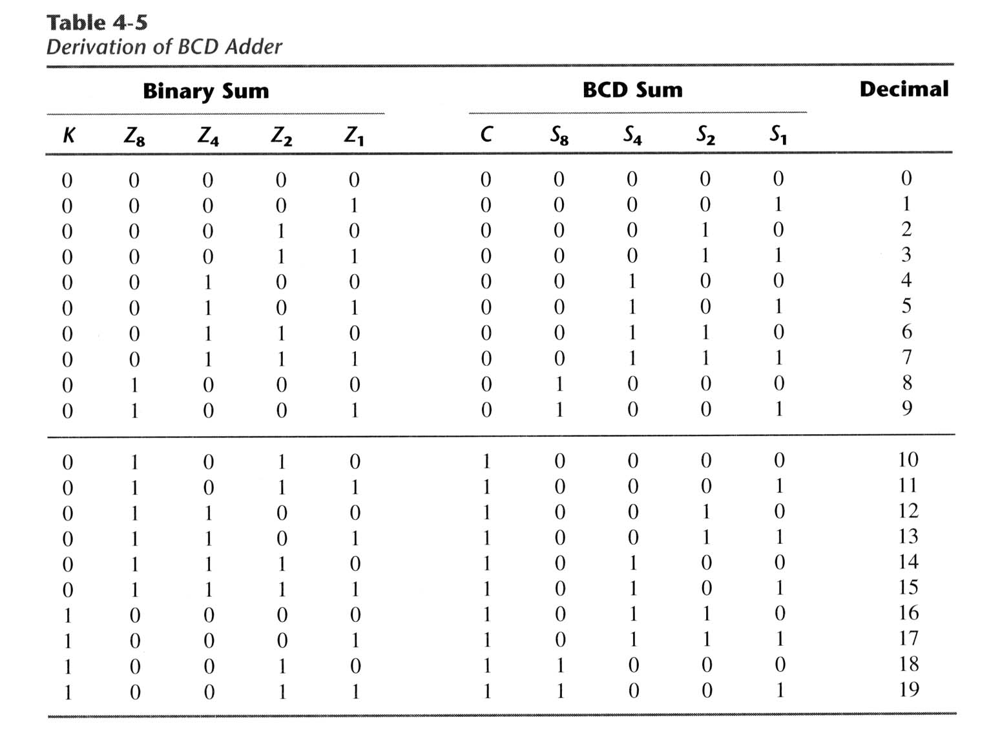 Table 4-5
Derivation of BCD Adder
Binary Sum BCD Sum Decimal
K Z8 Z4 Z2 Z1 C S8 S4 S2 S1
0 0 0 0 0 0 0 0 0 0 0
0 0 0 0 1 0 0 0 0 1 1
0 0 0 1 0 0 0 0 1 0 2
0 0 0 1 1 0 0 0 1 1 3
0 0 1 0 0 0 0 1 0 0 4
0 0 1 0 1 0 0 1 0 1 5
0 0 1 1 0 0 0 1 1 0 6
0 0 1 1 1 0 0 1 1 1 7
0 1 0 0 0 0 1 0 0 0 8
0 1 0 0 1 0 1 0 0 1 9
0 1 0 1 0 1 0 0 0 0 10
0 1 0 1 1 1 0 0 0 1 11
0 1 1 0 0 1 0 0 1 0 12
0 1 1 0 1 1 0 0 1 1 13
0 1 1 1 0 1 0 1 0 0 14
0 1 1 1 1 1 0 1 0 1 15
1 0 0 0 0 1 0 1 1 0 16
1 0 0 0 1 1 0 1 1 1 17
1 0 0 1 0 1 1 0 0 0 18
1 0 0 1 1 1 1 0 0 1 19